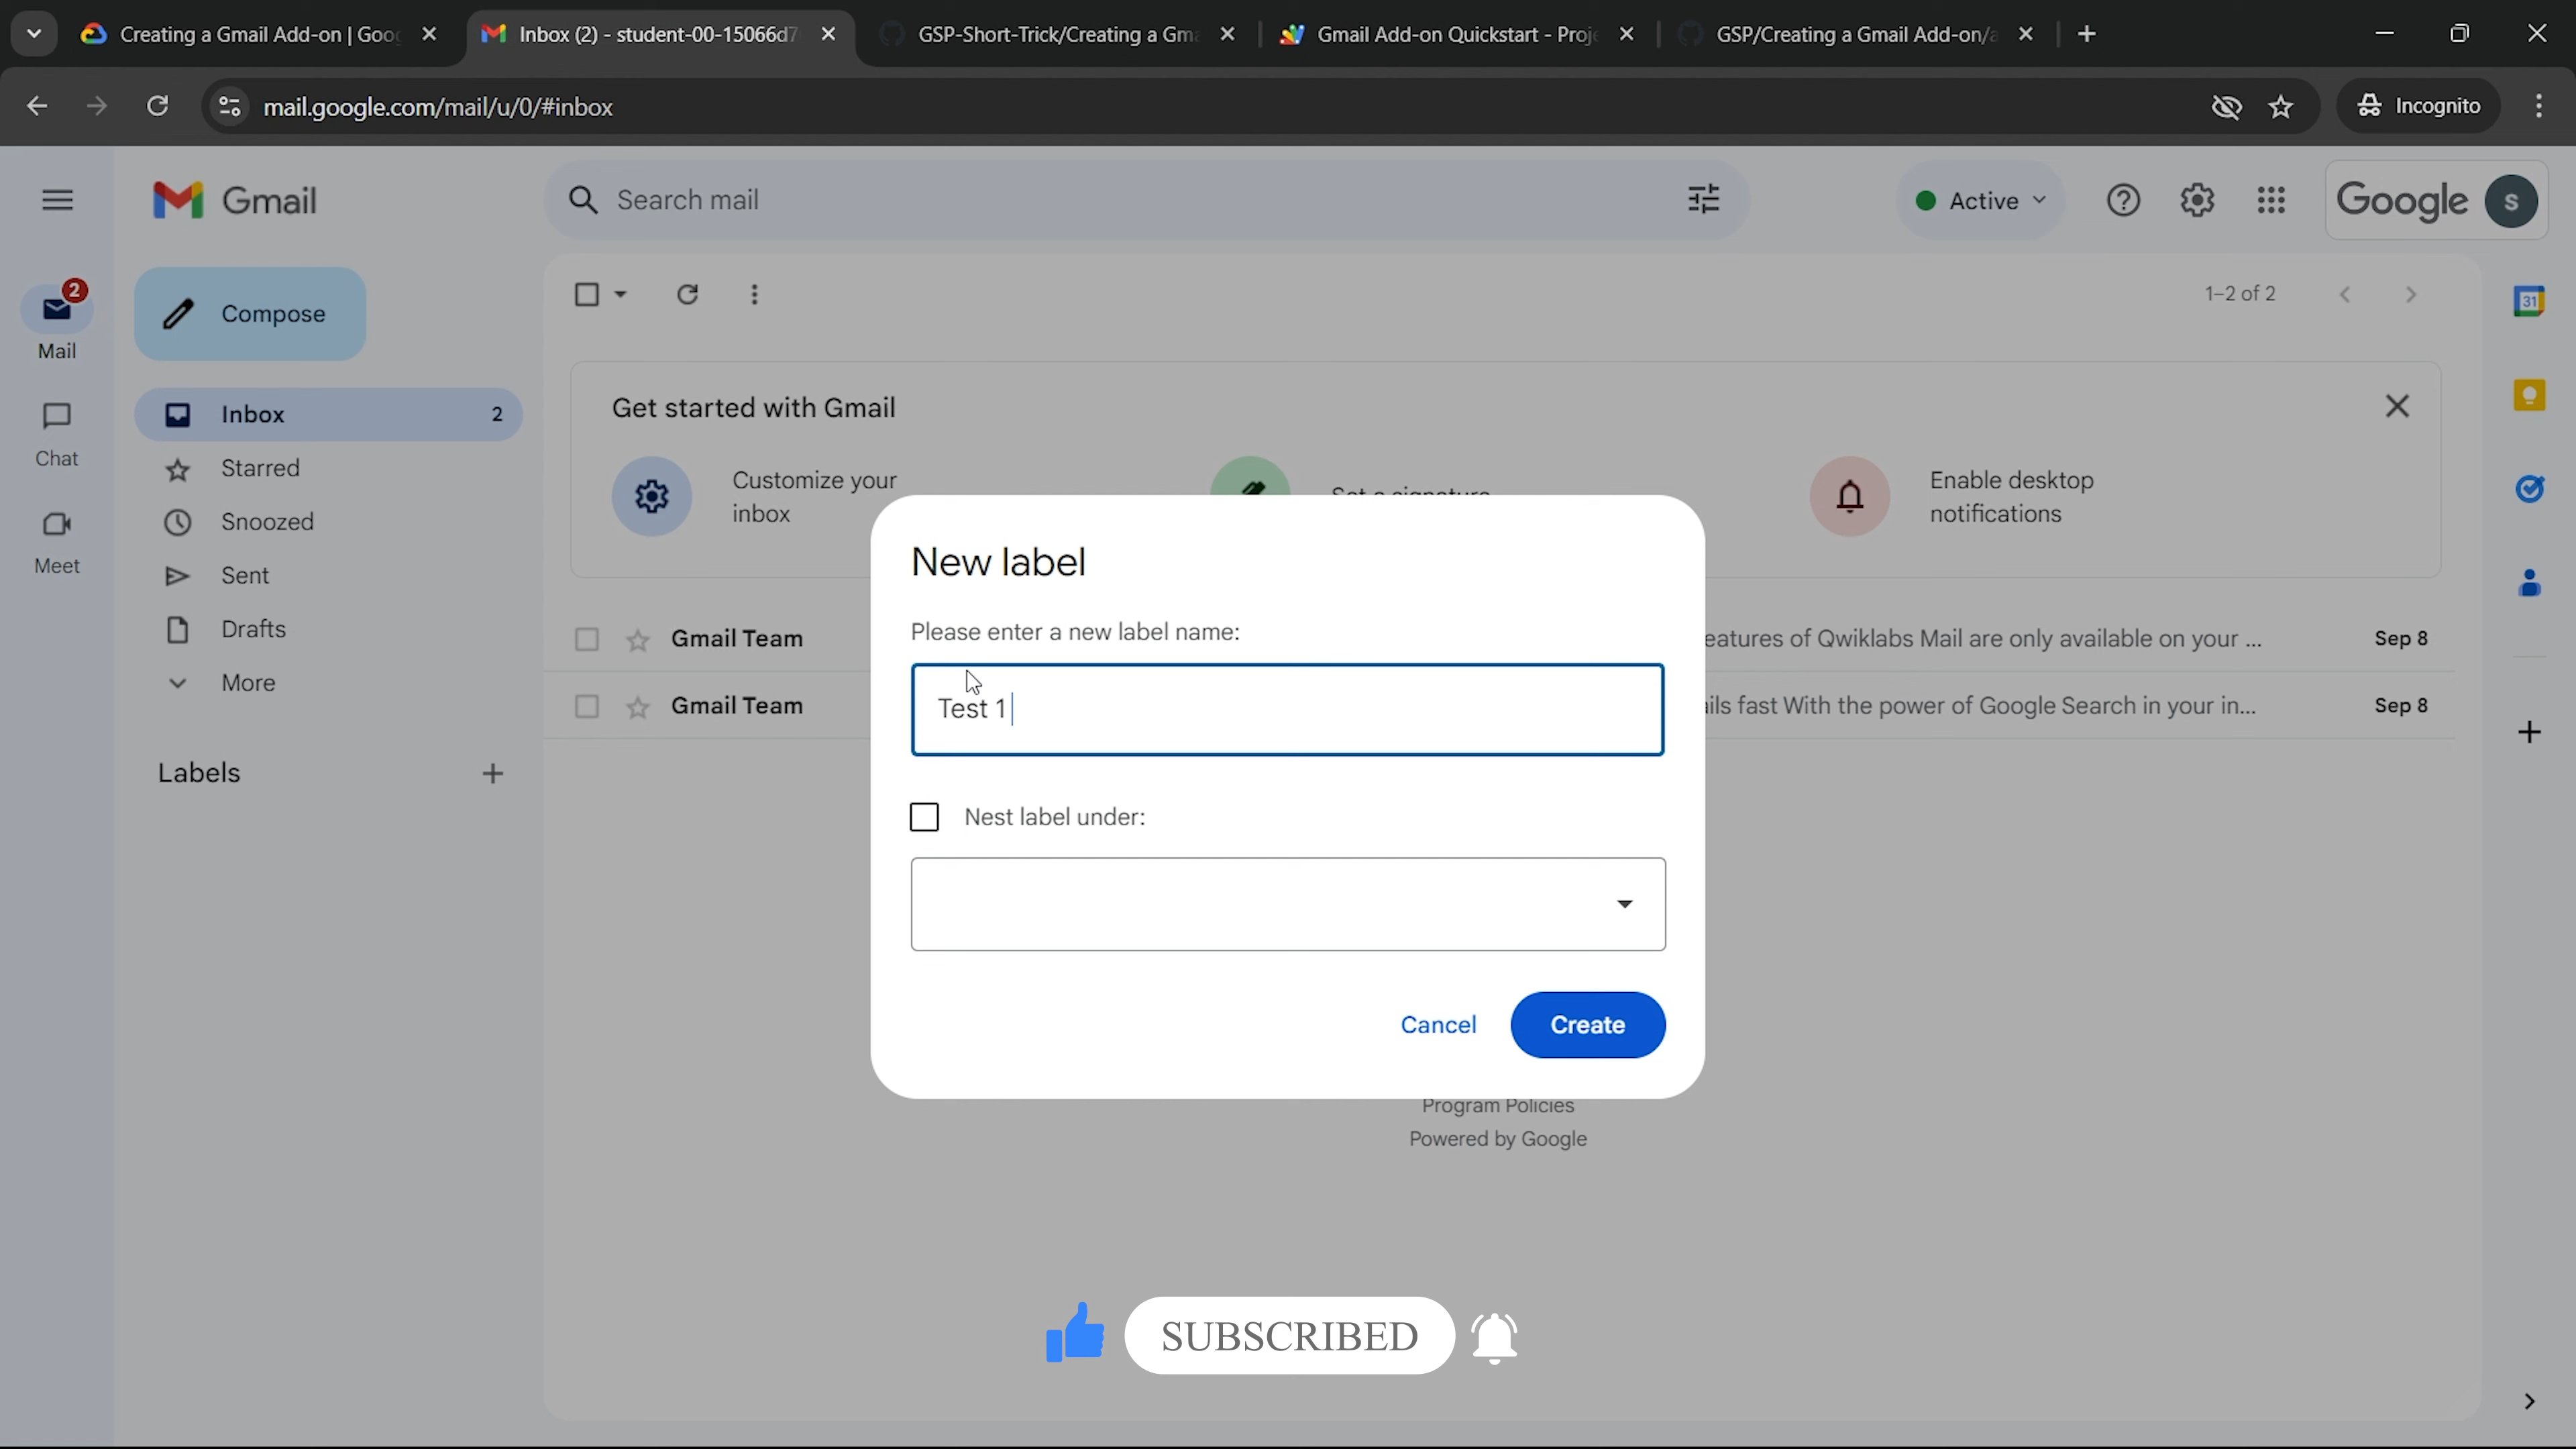 Creating a Gmail Add-on | Goo
Inbox (2) - student-00-15066d7
GSP-Short-Trick/Creating a Gm
Gmail Add-on Quickstart - Proj
GSP/Creating a Gmail Add-on/
mail.google.com/mail/u/0/#inbox
Incognito
Gmail
Search mail
Active
Google
S
2
Mail
Chat
Meet
Compose
Inbox 2
Starred
Snoozed
Sent
Drafts
More
Labels
1–2 of 2
31
Get started with Gmail
Customize your
inbox
Set a signature
Enable desktop
notifications
Gmail Team eatures of Qwiklabs Mail are only available on your ... Sep 8
Gmail Team ils fast With the power of Google Search in your in... Sep 8
New label
Please enter a new label name:
Test 1
Nest label under:
Cancel
Create
Program Policies
Powered by Google
SUBSCRIBED